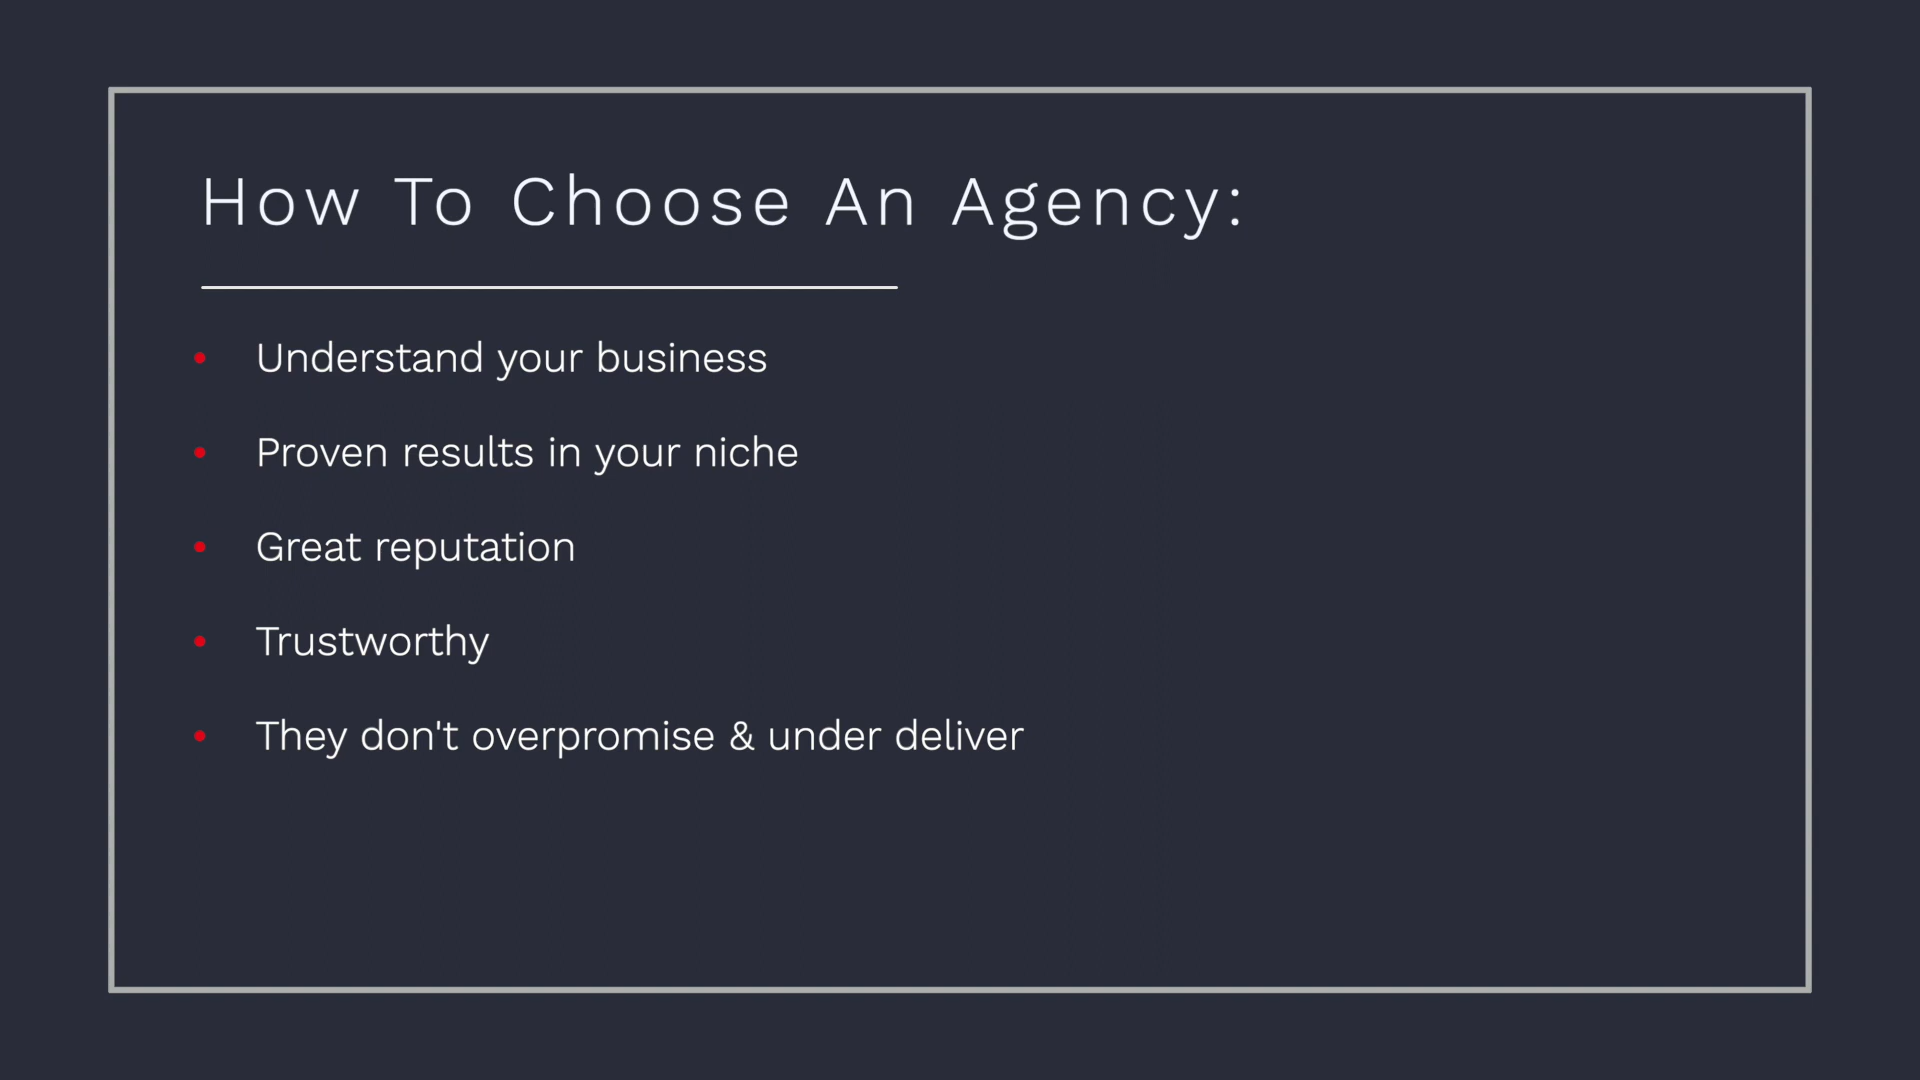 How To Choose An Agency:
• Understand your business
• Proven results in your niche
• Great reputation
• Trustworthy
• They don't overpromise & under deliver